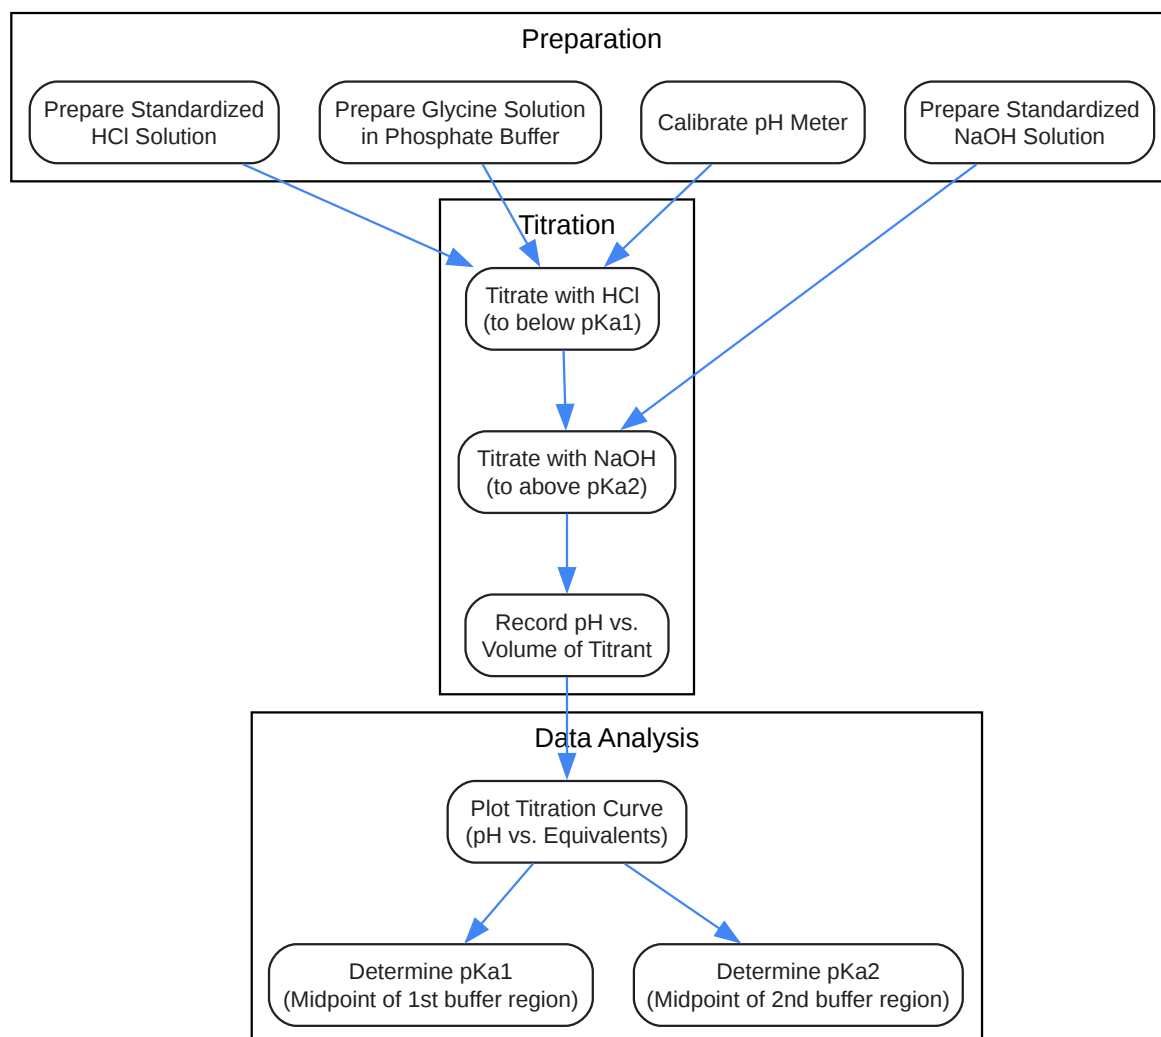 Preparation
Prepare Standardized
HCl Solution
Prepare Glycine Solution
in Phosphate Buffer
Calibrate pH Meter
Prepare Standardized
NaOH Solution
Titration
Titrate with HCl
(to below pKa1)
Titrate with NaOH
(to above pKa2)
Record pH vs.
Volume of Titrant
Data Analysis
Plot Titration Curve
(pH vs. Equivalents)
Determine pKa1
(Midpoint of 1st buffer region)
Determine pKa2
(Midpoint of 2nd buffer region)